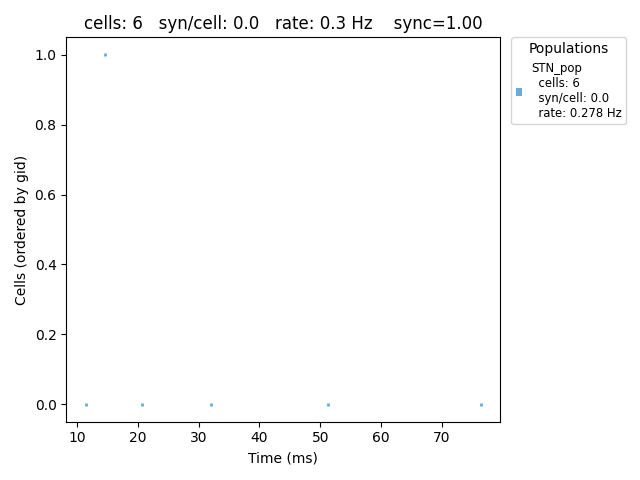 cells: 6   syn/cell: 0.0   rate: 0.3 Hz    sync=1.00
Populations
STN_pop
cells: 6
syn/cell: 0.0
rate: 0.278 Hz
Cells (ordered by gid)
1.0
0.8
0.6
0.4
0.2
0.0
10 20 30 40 50 60 70
Time (ms)